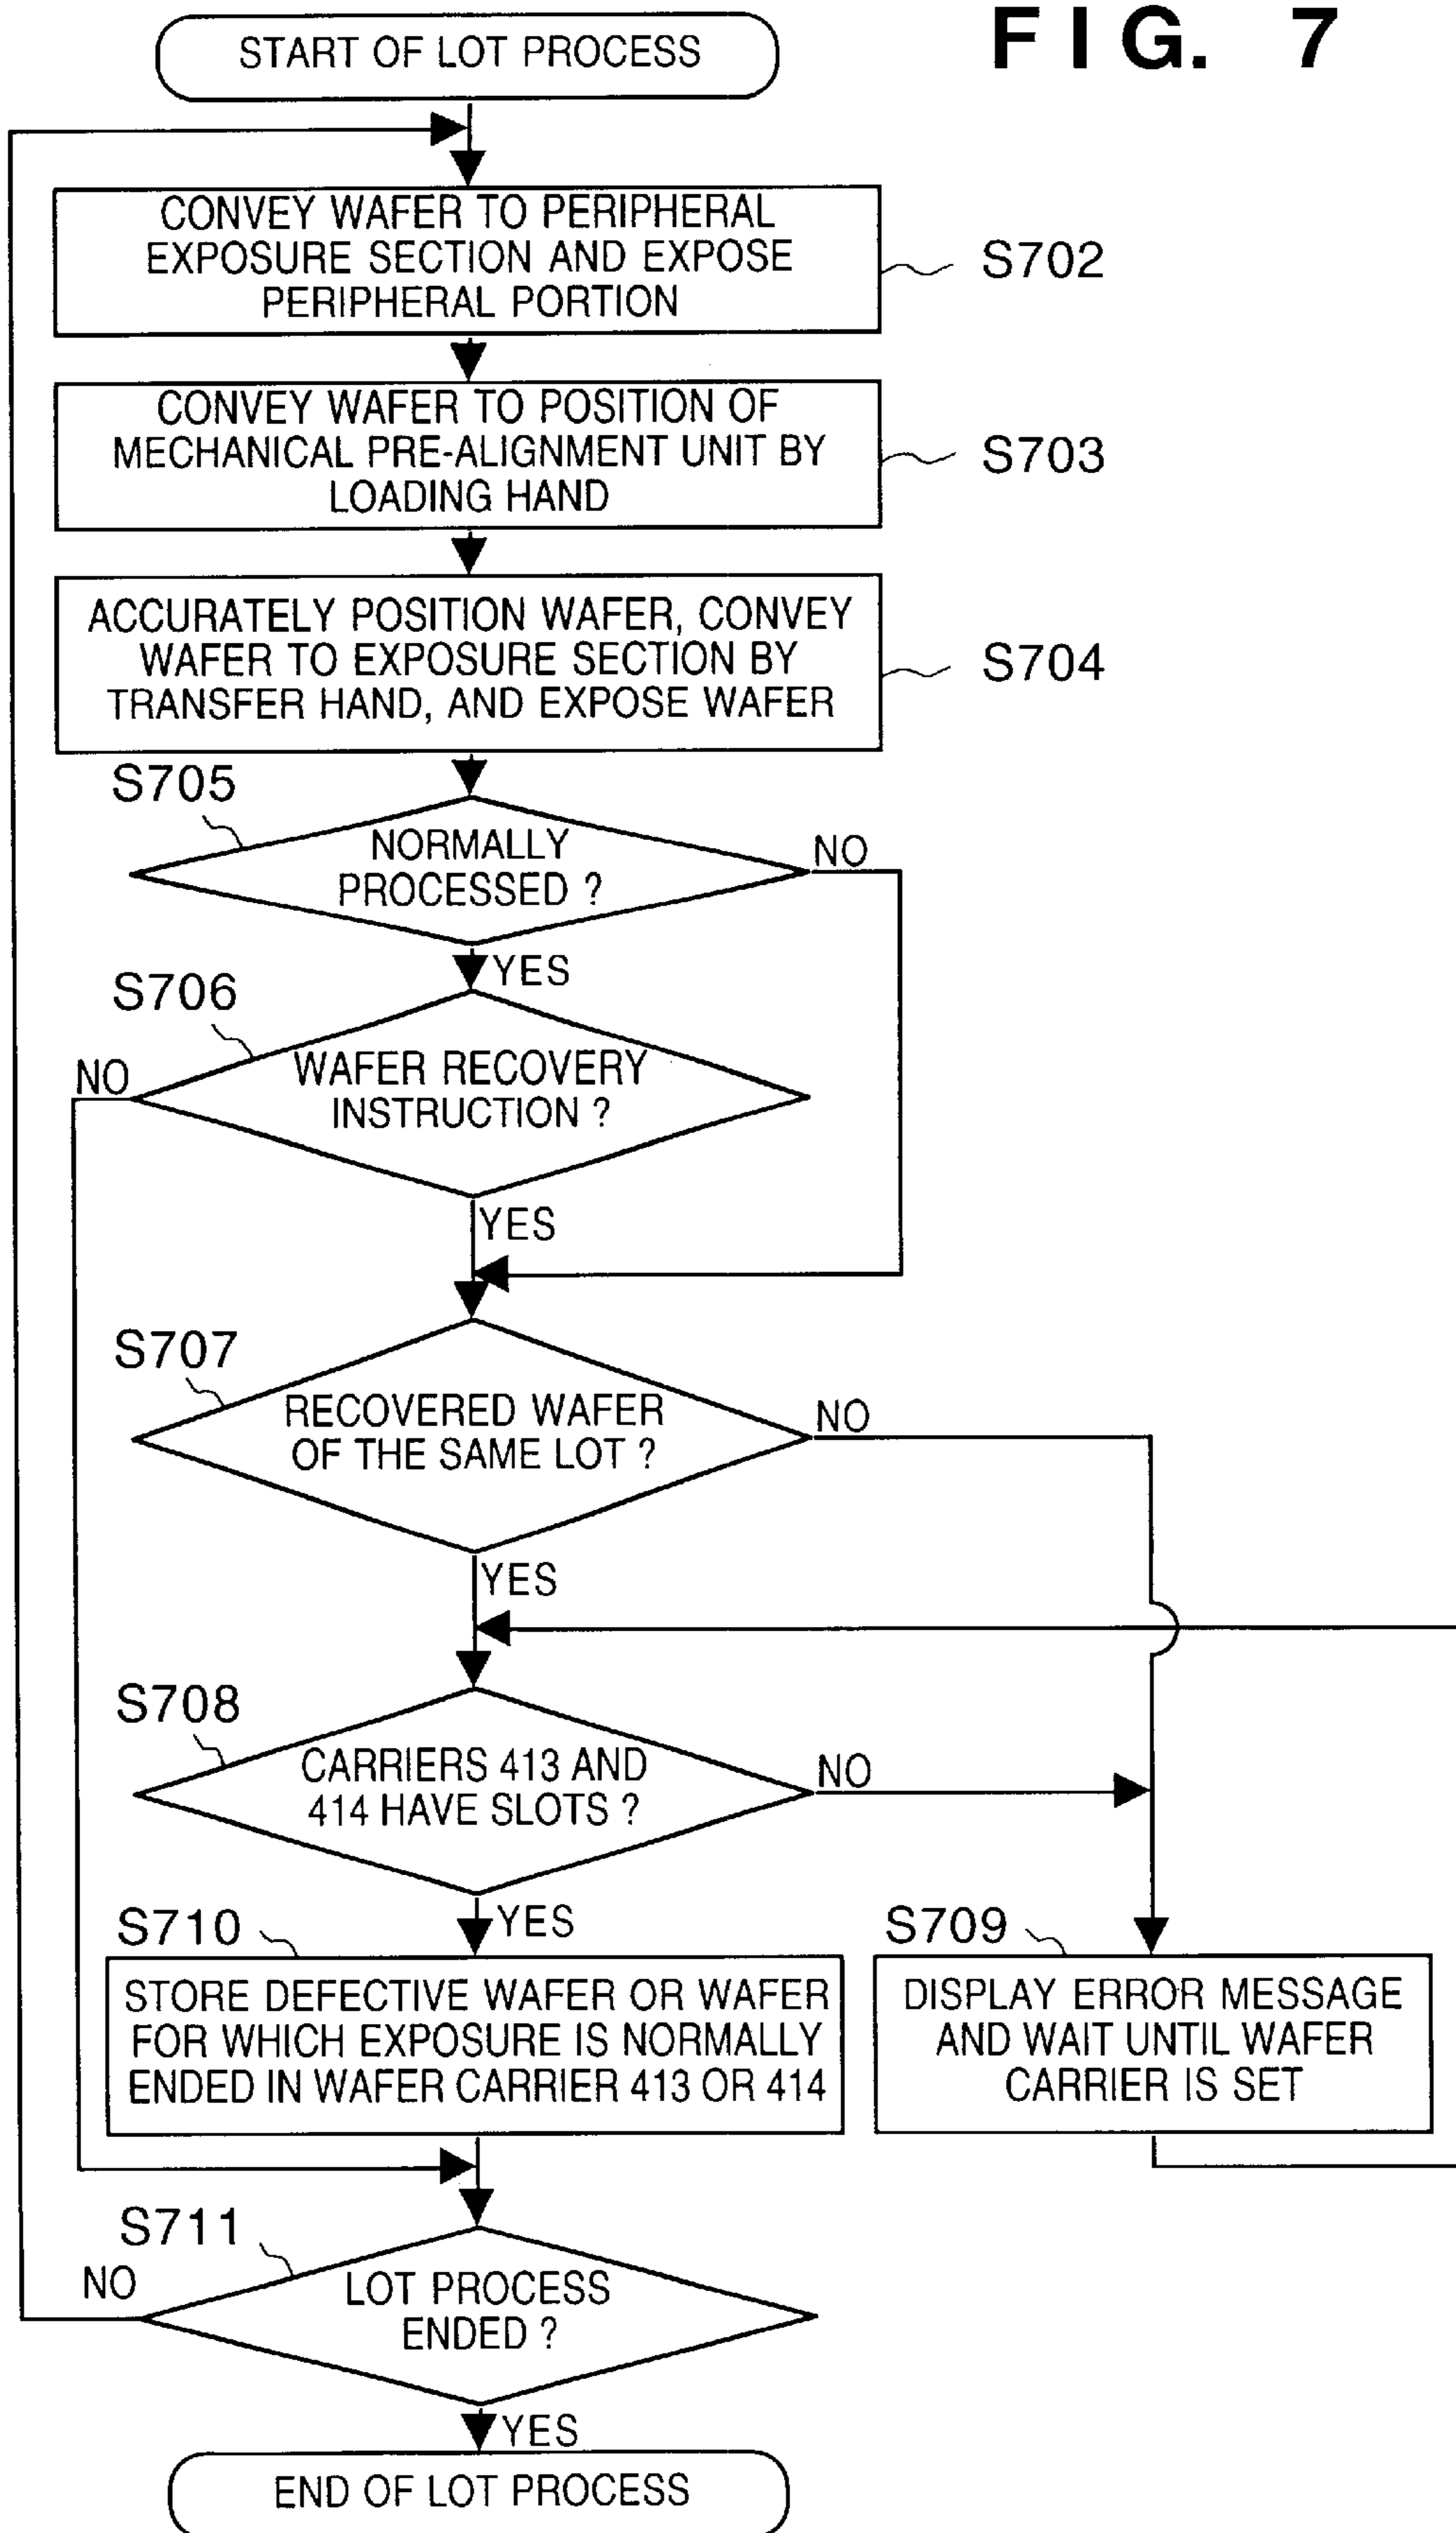 FIG. 7
START OF LOT PROCESS
CONVEY WAFER TO PERIPHERAL
EXPOSURE SECTION AND EXPOSE
PERIPHERAL PORTION
S702
CONVEY WAFER TO POSITION OF
MECHANICAL PRE-ALIGNMENT UNIT BY
LOADING HAND
S703
ACCURATELY POSITION WAFER, CONVEY
WAFER TO EXPOSURE SECTION BY
TRANSFER HAND, AND EXPOSE WAFER
S704
S705
NORMALLY
PROCESSED ?
NO
YES
S706
WAFER RECOVERY
INSTRUCTION ?
NO
YES
S707
RECOVERED WAFER
OF THE SAME LOT ?
NO
YES
S708
CARRIERS 413 AND
414 HAVE SLOTS ?
NO
YES
S710
STORE DEFECTIVE WAFER OR WAFER
FOR WHICH EXPOSURE IS NORMALLY
ENDED IN WAFER CARRIER 413 OR 414
S709
DISPLAY ERROR MESSAGE
AND WAIT UNTIL WAFER
CARRIER IS SET
S711
LOT PROCESS
ENDED ?
NO
YES
END OF LOT PROCESS